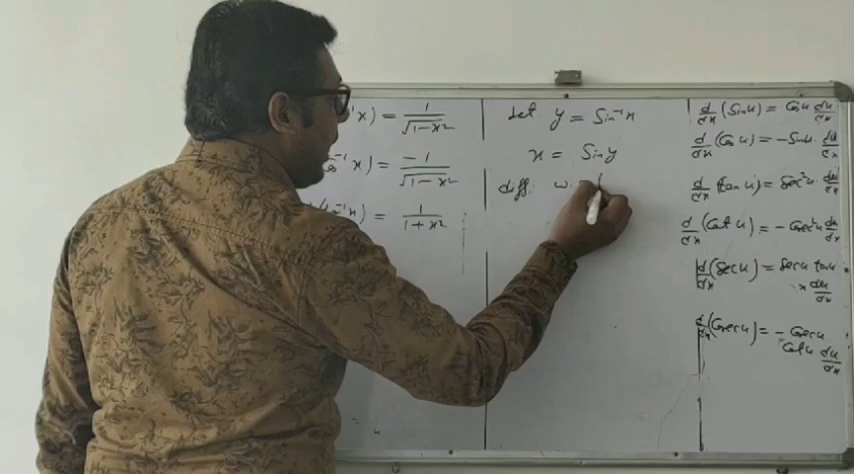 x) = 1/√1-x²
⁻¹x) = -1/√1-x²
⁻¹x) = 1/1+x²
Let y = Sin⁻¹x
x = Sin y
diff. w.
d/dx (Sin u) = Cos u du/dx
d/dx (Cos u) = -Sin u. du/dx
d/dx (tan u) = Sec²u. du/dx
d/dx (Cot u) = - Cosec²u du/dx
d/dx (Sec u) = Sec u tan u
x du/dx
d/dx (Cosec u) = - Cosec u
Cot u du/dx